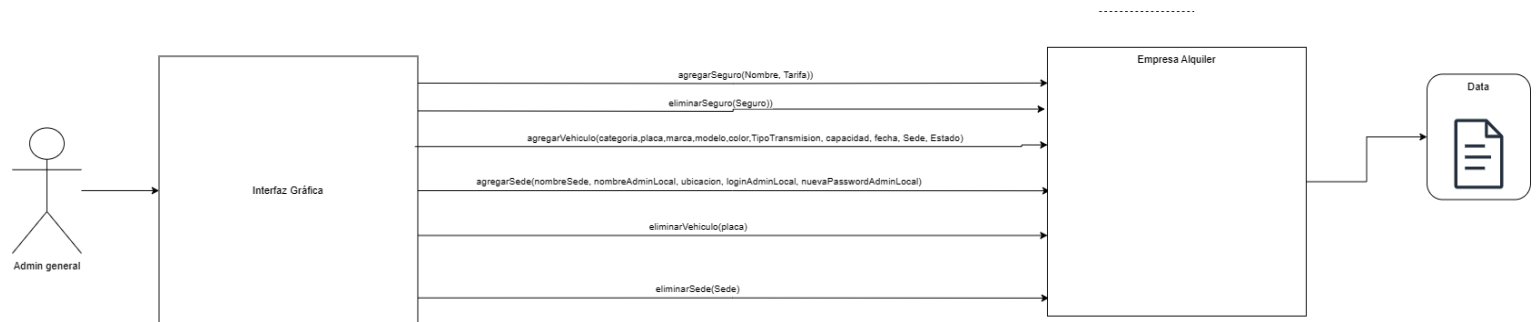 Empresa Alquiler
agregarSeguro(Nombre, Tarifa))
Data
eliminarSeguro(Seguro))
agregarVehiculo(categoria,placa,marca,modelo,color,TipoTransmision, capacidad, fecha, Sede, Estado)
Interfaz Gráfica
agregarSede(nombreSede, nombreAdminLocal, ubicacion, loginAdminLocal, nuevaPasswordAdminLocal)
eliminarVehiculo(placa)
Admin general
eliminarSede(Sede)